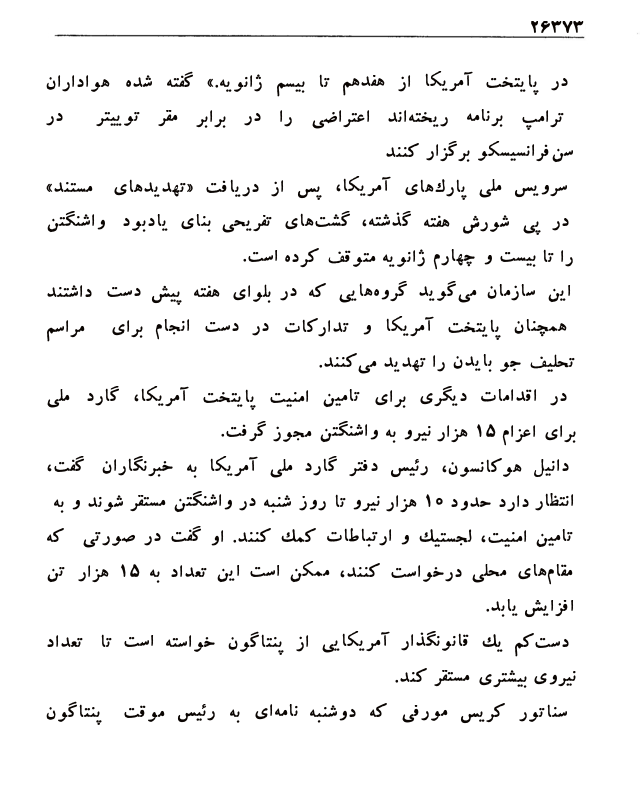 ۲۶۳۷۳
در پایتخت آمریکا از هفدهم تا بیسم ژانویه.» گفته شده هواداران
ترامپ برنامه ریخته‌اند اعتراضی را در برابر مقر توییتر در
سن‌فرانسیسکو برگزار کنند
سرویس ملی پارك‌های آمریکا، پس از دریافت «تهدیدهای مستند»
در پی شورش هفته گذشته، گشت‌های تفریحی بنای یادبود واشنگتن
را تا بیست و چهارم ژانویه متوقف کرده است.
این سازمان می‌گوید گروه‌هایی که در بلوای هفته پیش دست داشتند
همچنان پایتخت آمریکا و تدارکات در دست انجام برای مراسم
تحلیف جو بایدن را تهدید می‌کنند.
در اقدامات دیگری برای تامین امنیت پایتخت آمریکا، گارد ملی
برای اعزام ۱۵ هزار نیرو به واشنگتن مجوز گرفت.
دانیل هوکانسون، رئیس دفتر گارد ملی آمریکا به خبرنگاران گفت،
انتظار دارد حدود ۱۰ هزار نیرو تا روز شنبه در واشنگتن مستقر شوند و به
تامین امنیت، لجستیك و ارتباطات کمك کنند. او گفت در صورتی که
مقام‌های محلی درخواست کنند، ممکن است این تعداد به ۱۵ هزار تن
افزایش یابد.
دست‌کم یك قانونگذار آمریکایی از پنتاگون خواسته است تا تعداد
نیروی بیشتری مستقر کند.
سناتور کریس مورفی که دوشنبه نامه‌ای به رئیس موقت پنتاگون